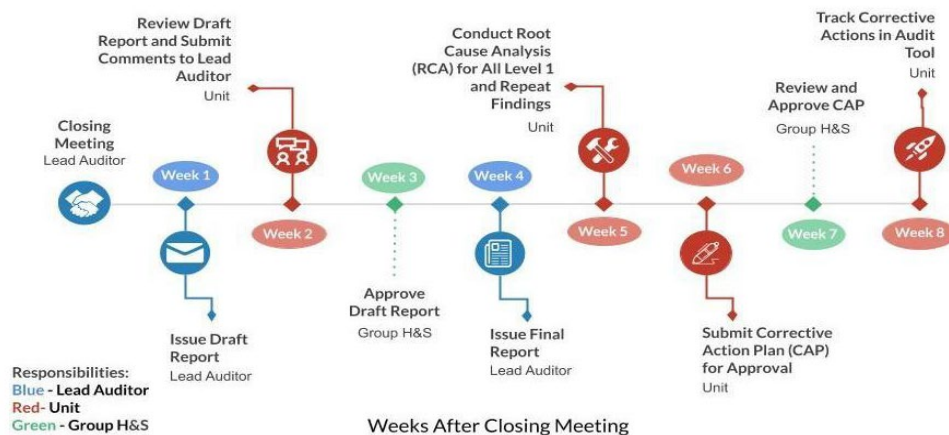 Review Draft
Report and Submit
Comments to Lead
Auditor
Unit
Conduct Root
Cause Analysis
(RCA) for All Level 1
and Repeat
Findings
Unit
Track Corrective
Actions in Audit
Tool
Unit
Review and
Approve CAP
Group H&S
Closing
Meeting
Lead Auditor
Week 1
Week 2
Week 3
Week 4
Week 5
Week 6
Week 7
Week 8
Issue Draft
Report
Lead Auditor
Approve
Draft Report
Group H&S
Issue Final
Report
Lead Auditor
Submit Corrective
Action Plan (CAP)
for Approval
Unit
Responsibilities:
Blue - Lead Auditor
Red- Unit
Green - Group H&S
Weeks After Closing Meeting